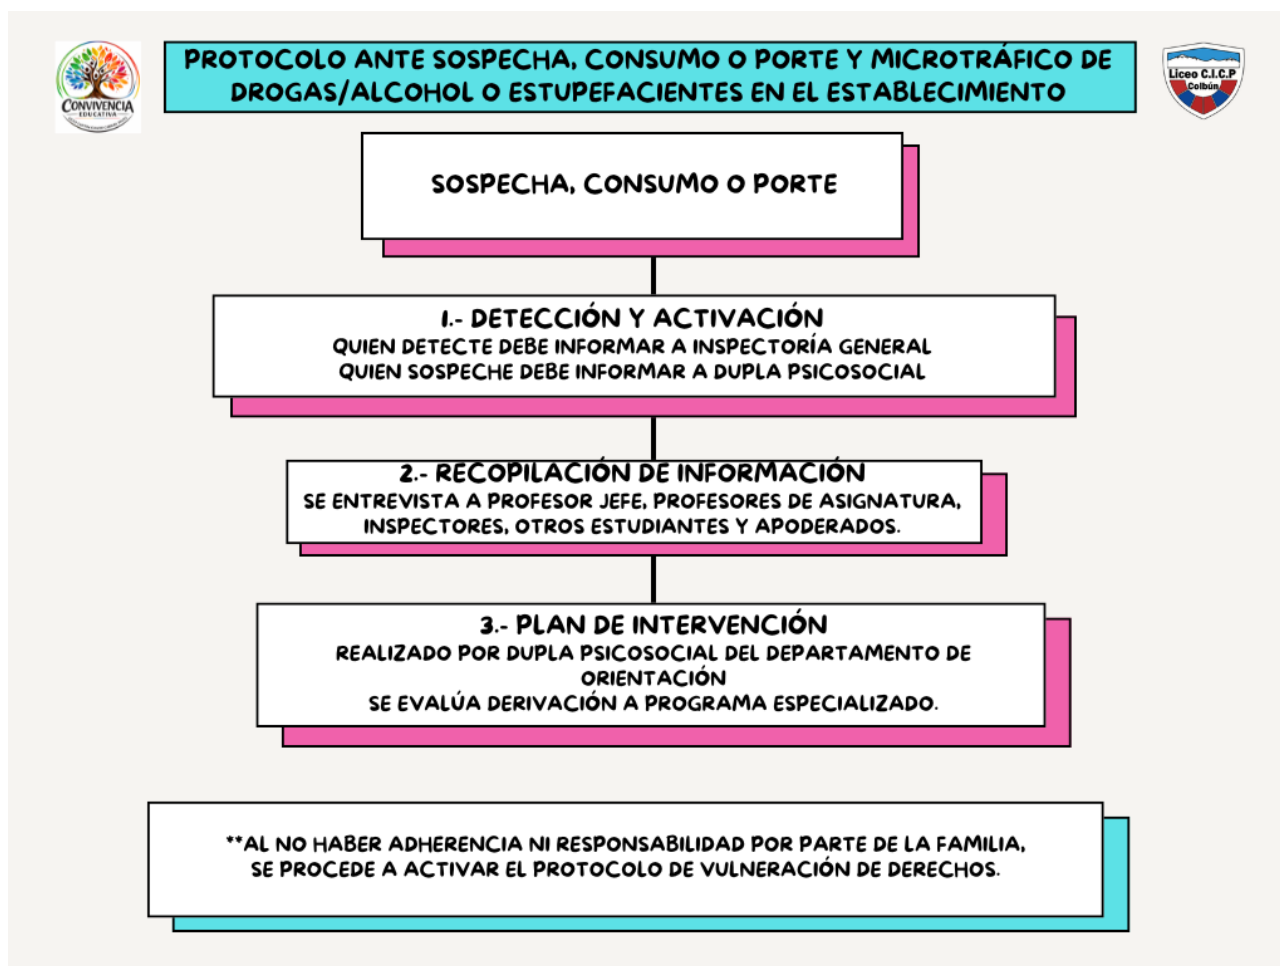 PROTOCOLO ANTE SOSPECHA, CONSUMO O PORTE Y MICROTRÁFICO DE
DROGAS/ALCOHOL O ESTUPEFACIENTES EN EL ESTABLECIMIENTO
CONVIVENCIA
EDUCATIVA
Liceo C.I.C.P
Colbún
SOSPECHA, CONSUMO O PORTE
1.- DETECCIÓN Y ACTIVACIÓN
QUIEN DETECTE DEBE INFORMAR A INSPECTORÍA GENERAL
QUIEN SOSPECHE DEBE INFORMAR A DUPLA PSICOSOCIAL
2.- RECOPILACIÓN DE INFORMACIÓN
SE ENTREVISTA A PROFESOR JEFE, PROFESORES DE ASIGNATURA,
INSPECTORES, OTROS ESTUDIANTES Y APODERADOS.
3.- PLAN DE INTERVENCIÓN
REALIZADO POR DUPLA PSICOSOCIAL DEL DEPARTAMENTO DE
ORIENTACIÓN
SE EVALÚA DERIVACIÓN A PROGRAMA ESPECIALIZADO.
**AL NO HABER ADHERENCIA NI RESPONSABILIDAD POR PARTE DE LA FAMILIA,
SE PROCEDE A ACTIVAR EL PROTOCOLO DE VULNERACIÓN DE DERECHOS.